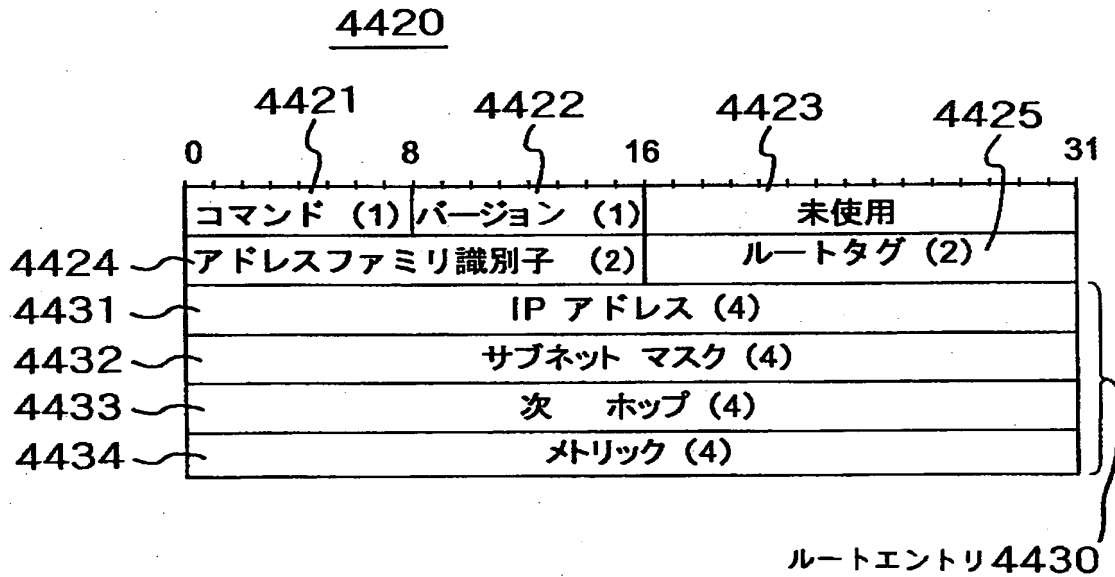 4420
4421 4422 4423 4425
0 8 16 31
コマンド (1) バージョン (1) 未使用
4424 アドレスファミリ識別子 (2) ルートタグ (2)
4431 IP アドレス (4)
4432 サブネット マスク (4)
4433 次 ホップ (4)
4434 メトリック (4)
ルートエントリ 4430